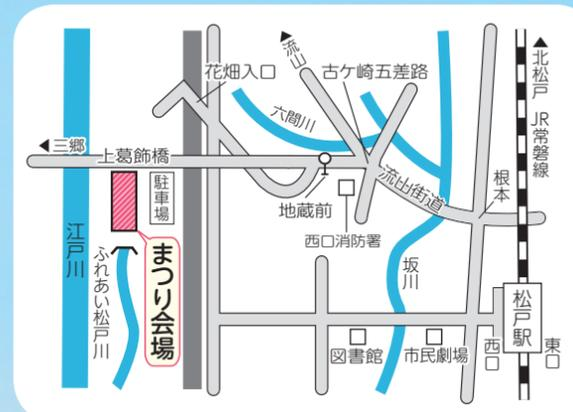 ▲流山
▲北松戸
JR常磐線
花畑入口
古ケ崎五差路
六間川
◀三郷
上葛飾橋
流山街道
根本
駐車場
地蔵前
西口消防署
江戸川
ふれあい松戸川
まつり会場
坂川
松戸駅
図書館
市民劇場
西口
東口